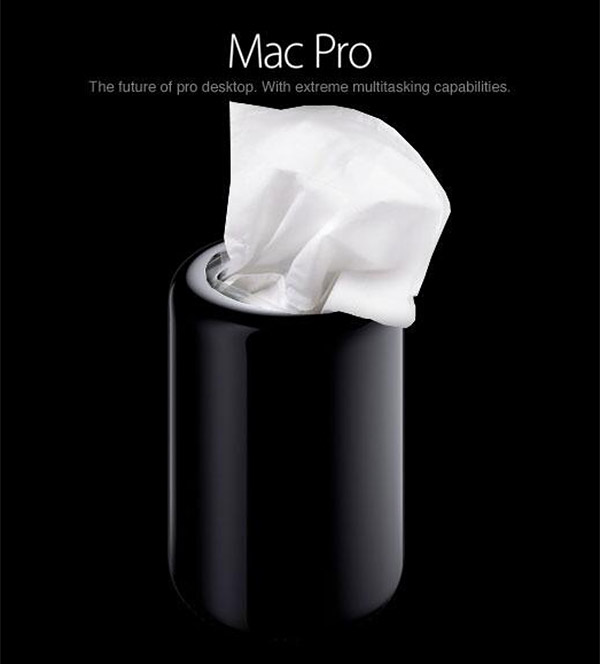 Mac Pro
The future of pro desktop. With extreme multitasking capabilities.